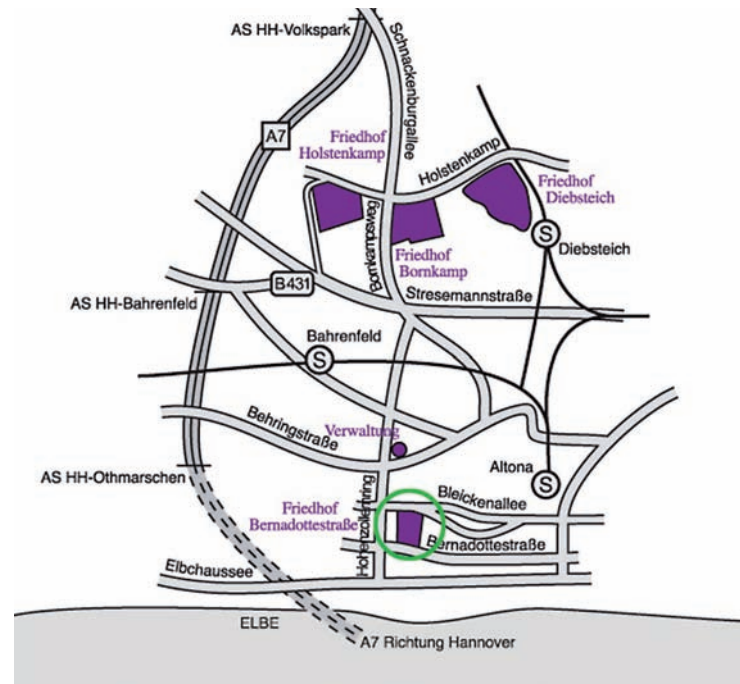 AS HH-Volkspark
Schnackenburgallee
A7
Friedhof
Holstenkamp
Holstenkamp
Friedhof
Diebsteich
S
Diebsteich
Bornkampsweg
Friedhof
Bornkamp
B431
AS HH-Bahrenfeld
Stresemannstraße
Bahrenfeld
S
Behringstraße
Verwaltung
AS HH-Othmarschen
Altona
S
Friedhof
Bernadottestraße
Hohenzollernring
Bleickenallee
Bernadottestraße
Elbchaussee
ELBE
A7 Richtung Hannover